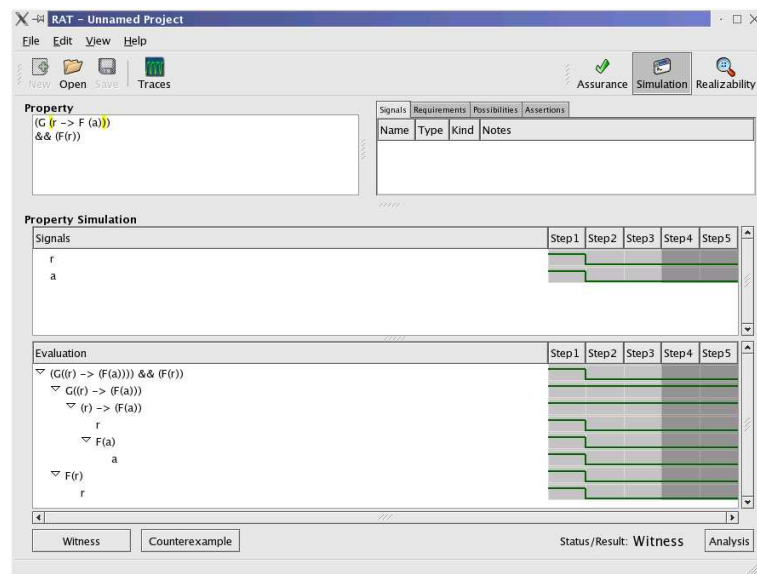 RAT - Unnamed Project
File Edit View Help
New Open Save Traces Assurance Simulation Realizability
Property
(G (r -> F (a)))
&& (F(r))
Signals Requirements Possibilities Assertions
Name Type Kind Notes
Property Simulation
Signals Step1 Step2 Step3 Step4 Step5
r
a
Evaluation Step1 Step2 Step3 Step4 Step5
(G((r) -> (F(a)))) && (F(r))
G((r) -> (F(a)))
(r) -> (F(a))
r
F(a)
a
F(r)
r
Witness Counterexample Status/Result: Witness Analysis